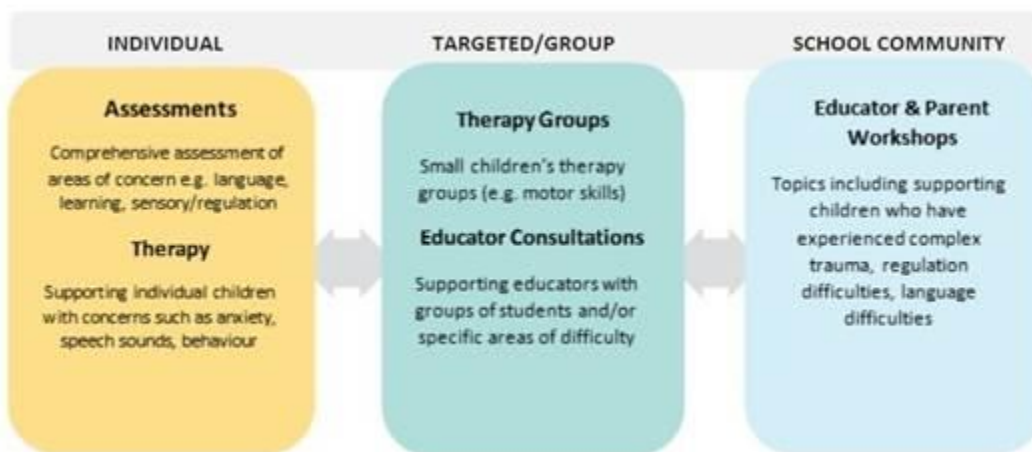 INDIVIDUAL
TARGETED/GROUP
SCHOOL COMMUNITY
Assessments
Comprehensive assessment of
areas of concern e.g. language,
learning, sensory/regulation
Therapy
Supporting individual children
with concerns such as anxiety,
speech sounds, behaviour
Therapy Groups
Small children's therapy
groups (e.g. motor skills)
Educator Consultations
Supporting educators with
groups of students and/or
specific areas of difficulty
Educator & Parent
Workshops
Topics including supporting
children who have
experienced complex
trauma, regulation
difficulties, language
difficulties